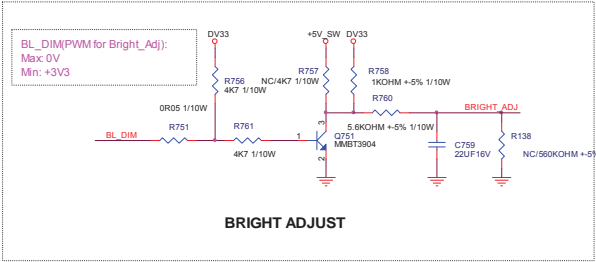 BL_DIM(PWM for Bright_Adj):
Max: 0V
Min: +3V3
DV33
+5V_SW
DV33
R756
4K7 1/10W
R757
NC/4K7 1/10W
R758
1KOHM +-5% 1/10W
R760
5.6KOHM +-5% 1/10W
BRIGHT_ADJ
0R05 1/10W
BL_DIM
R751
R761
4K7 1/10W
1
3
2
Q751
MMBT3904
C759
22UF16V
R138
NC/560KOHM +-5%
BRIGHT ADJUST